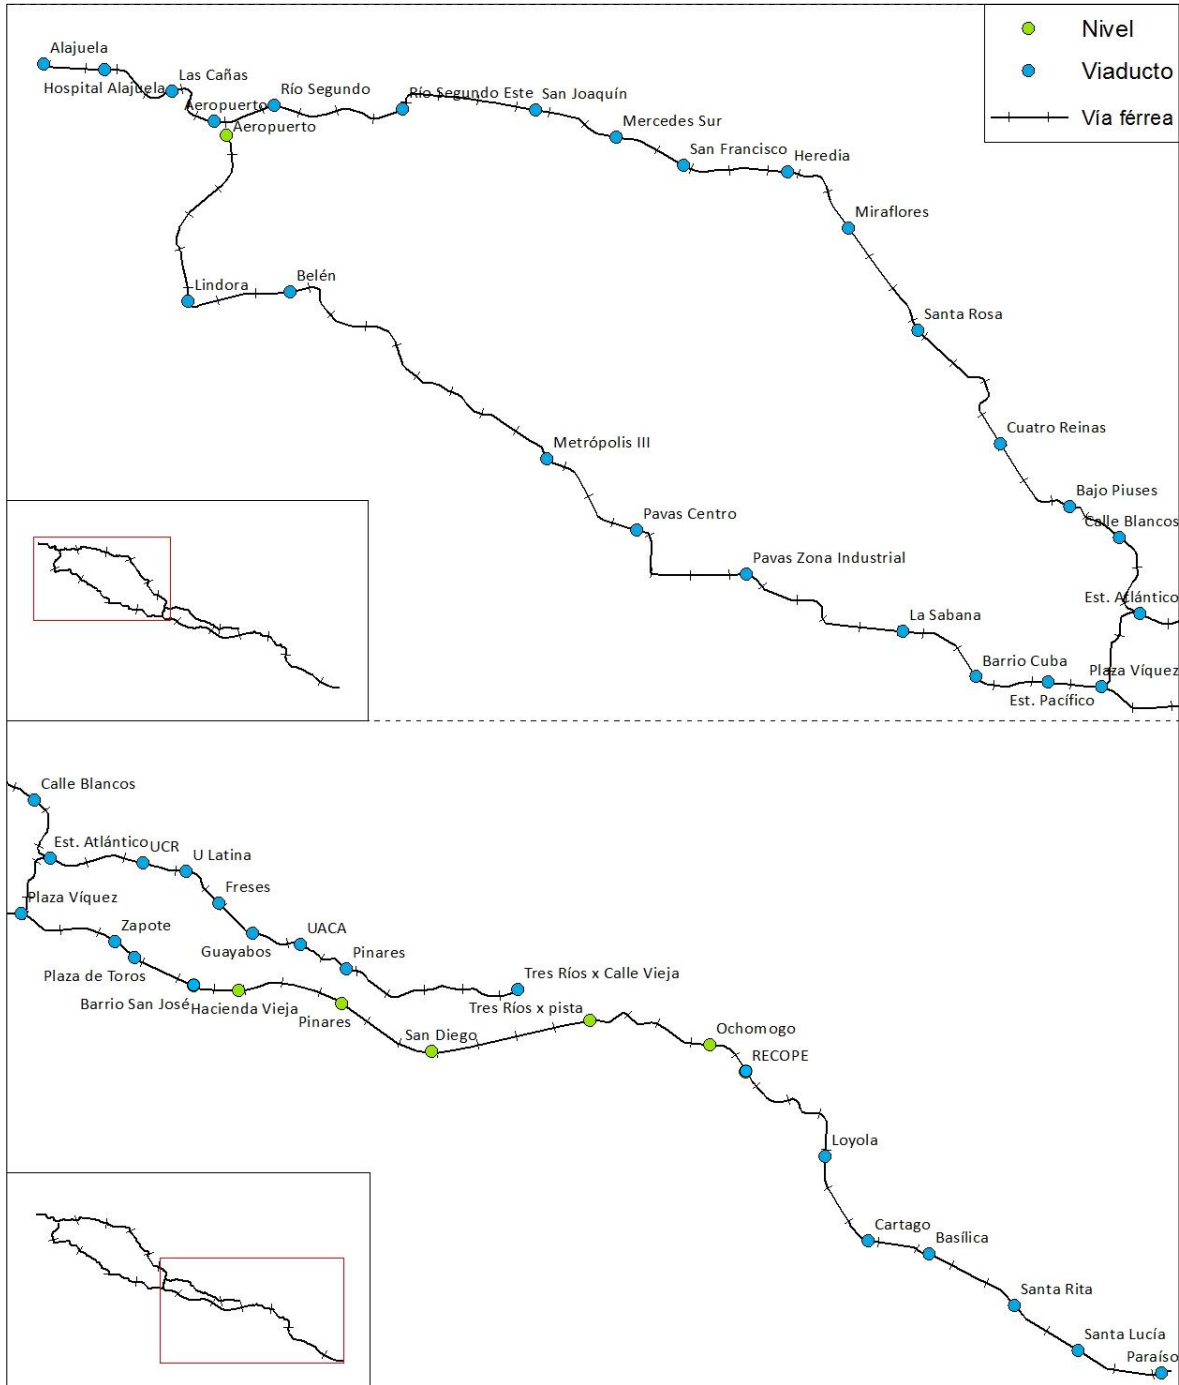 Nivel
Viaducto
Vía férrea
Alajuela
Hospital Alajuela
Las Cañas
Aeropuerto
Aeropuerto
Río Segundo
Río Segundo Este
San Joaquín
Mercedes Sur
San Francisco
Heredia
Miraflores
Lindora
Belén
Santa Rosa
Metrópolis III
Cuatro Reinas
Bajo Piuses
Calle Blancos
Pavas Centro
Pavas Zona Industrial
La Sabana
Est. Atlántico
Barrio Cuba
Plaza Víquez
Est. Pacífico
Calle Blancos
Est. Atlántico
UCR
U Latina
Plaza Víquez
Freses
Zapote
Guayabos
UACA
Pinares
Plaza de Toros
Tres Ríos x Calle Vieja
Barrio San José
Hacienda Vieja
Tres Ríos x pista
Pinares
San Diego
Ochomogo
RECOPE
Loyola
Cartago
Basílica
Santa Rita
Santa Lucía
Paraíso